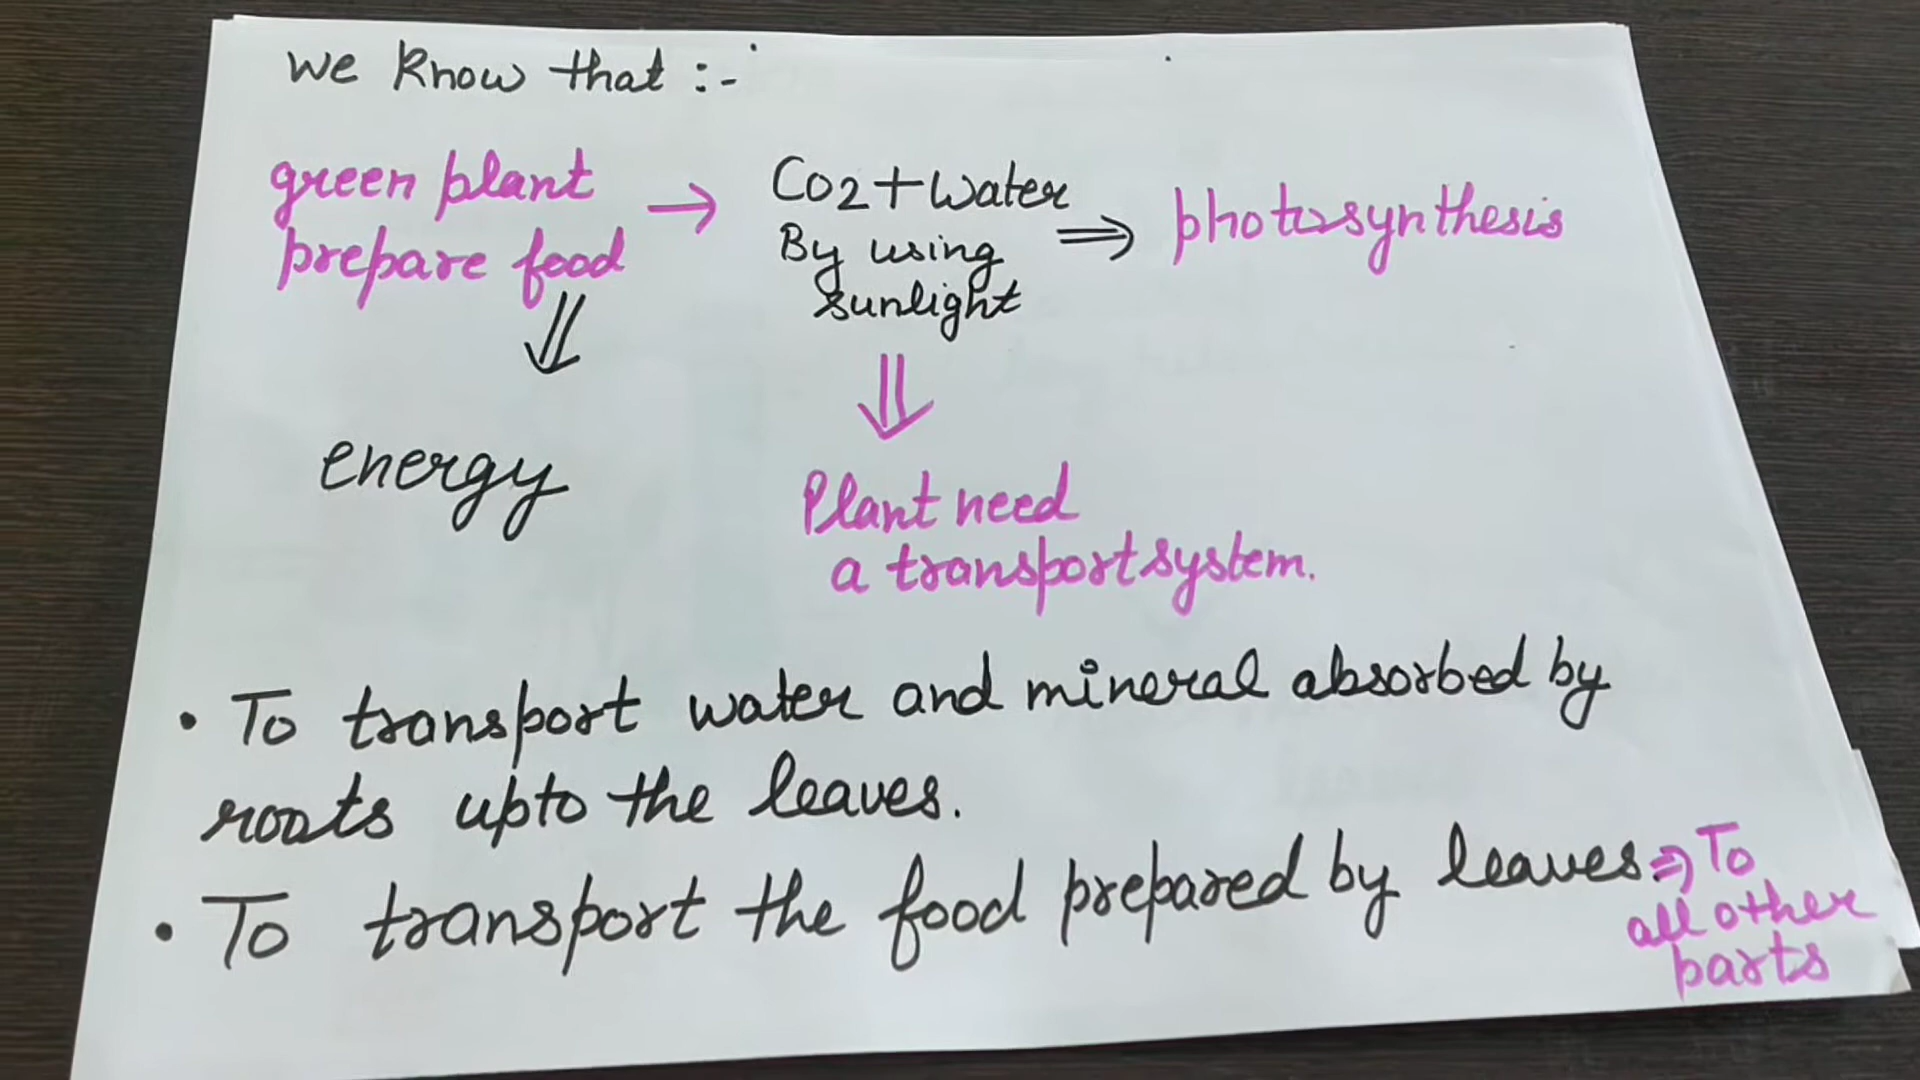 we know that :-
green plant
prepare food
→
Co2+Water
By using
sunlight
⇒
photosynthesis
⇓
energy
⇓
Plant need
a transport system.
• To transport water and mineral absorbed by
roots upto the leaves.
• To transport the food prepared by leaves. ⇒ To
all other
parts